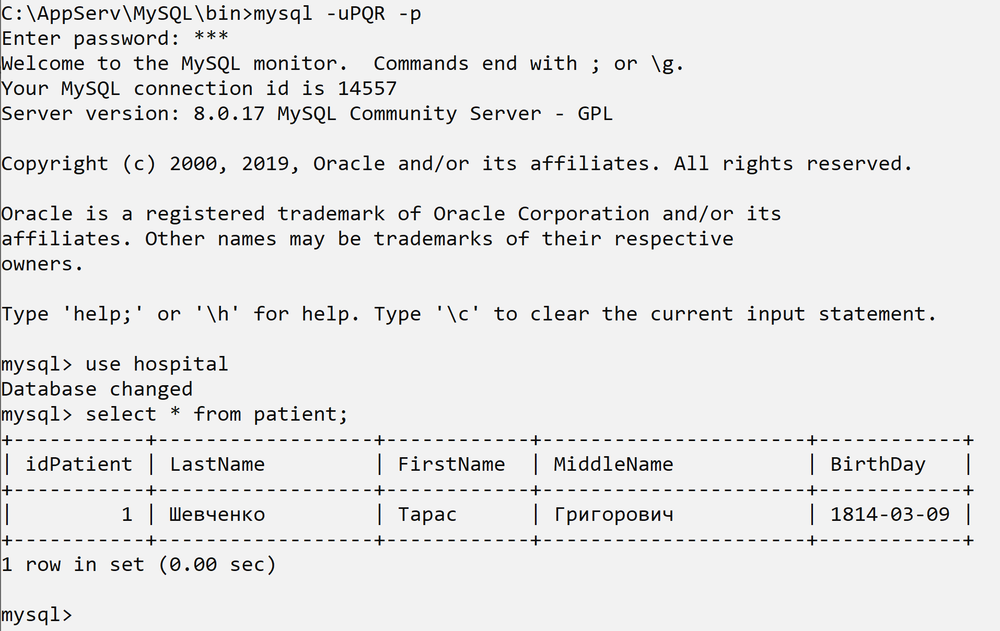 C:\AppServ\MySQL\bin>mysql -uPQR -p
Enter password: ***
Welcome to the MySQL monitor.  Commands end with ; or \g.
Your MySQL connection id is 14557
Server version: 8.0.17 MySQL Community Server - GPL

Copyright (c) 2000, 2019, Oracle and/or its affiliates. All rights reserved.

Oracle is a registered trademark of Oracle Corporation and/or its
affiliates. Other names may be trademarks of their respective
owners.

Type 'help;' or '\h' for help. Type '\c' to clear the current input statement.

mysql> use hospital
Database changed
mysql> select * from patient;
+-----------+------------------+------------+----------------------+------------+
| idPatient | LastName         | FirstName  | MiddleName           | BirthDay   |
+-----------+------------------+------------+----------------------+------------+
|         1 | Шевченко         | Тарас      | Григорович           | 1814-03-09 |
+-----------+------------------+------------+----------------------+------------+
1 row in set (0.00 sec)

mysql>